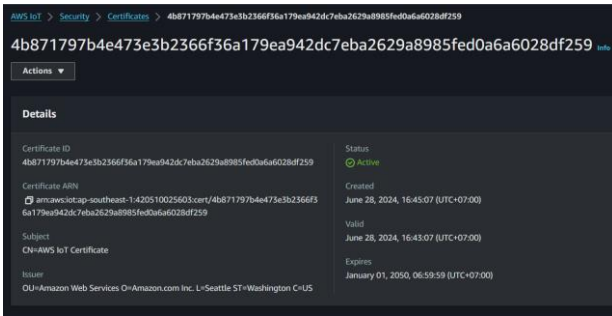 AWS IoT > Security > Certificates > 4b871797b4e473e3b2366f36a179ea942dc7eba2629a8985fed0a6a6028df259
4b871797b4e473e3b2366f36a179ea942dc7eba2629a8985fed0a6a6028df259 Info
Actions ▼
Details
Certificate ID
4b871797b4e473e3b2366f36a179ea942dc7eba2629a8985fed0a6a6028df259
Certificate ARN
arn:aws:iot:ap-southeast-1:420510025603:cert/4b871797b4e473e3b2366f3
6a179ea942dc7eba2629a8985fed0a6a6028df259
Subject
CN=AWS IoT Certificate
Issuer
OU=Amazon Web Services O=Amazon.com Inc. L=Seattle ST=Washington C=US
Status
Active
Created
June 28, 2024, 16:45:07 (UTC+07:00)
Valid
June 28, 2024, 16:43:07 (UTC+07:00)
Expires
January 01, 2050, 06:59:59 (UTC+07:00)